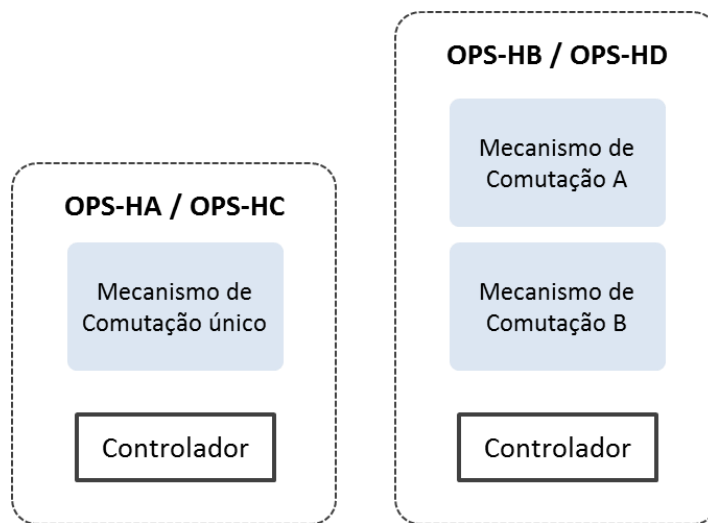 OPS-HA / OPS-HC
Mecanismo de
Comutação único
Controlador
OPS-HB / OPS-HD
Mecanismo de
Comutação A
Mecanismo de
Comutação B
Controlador